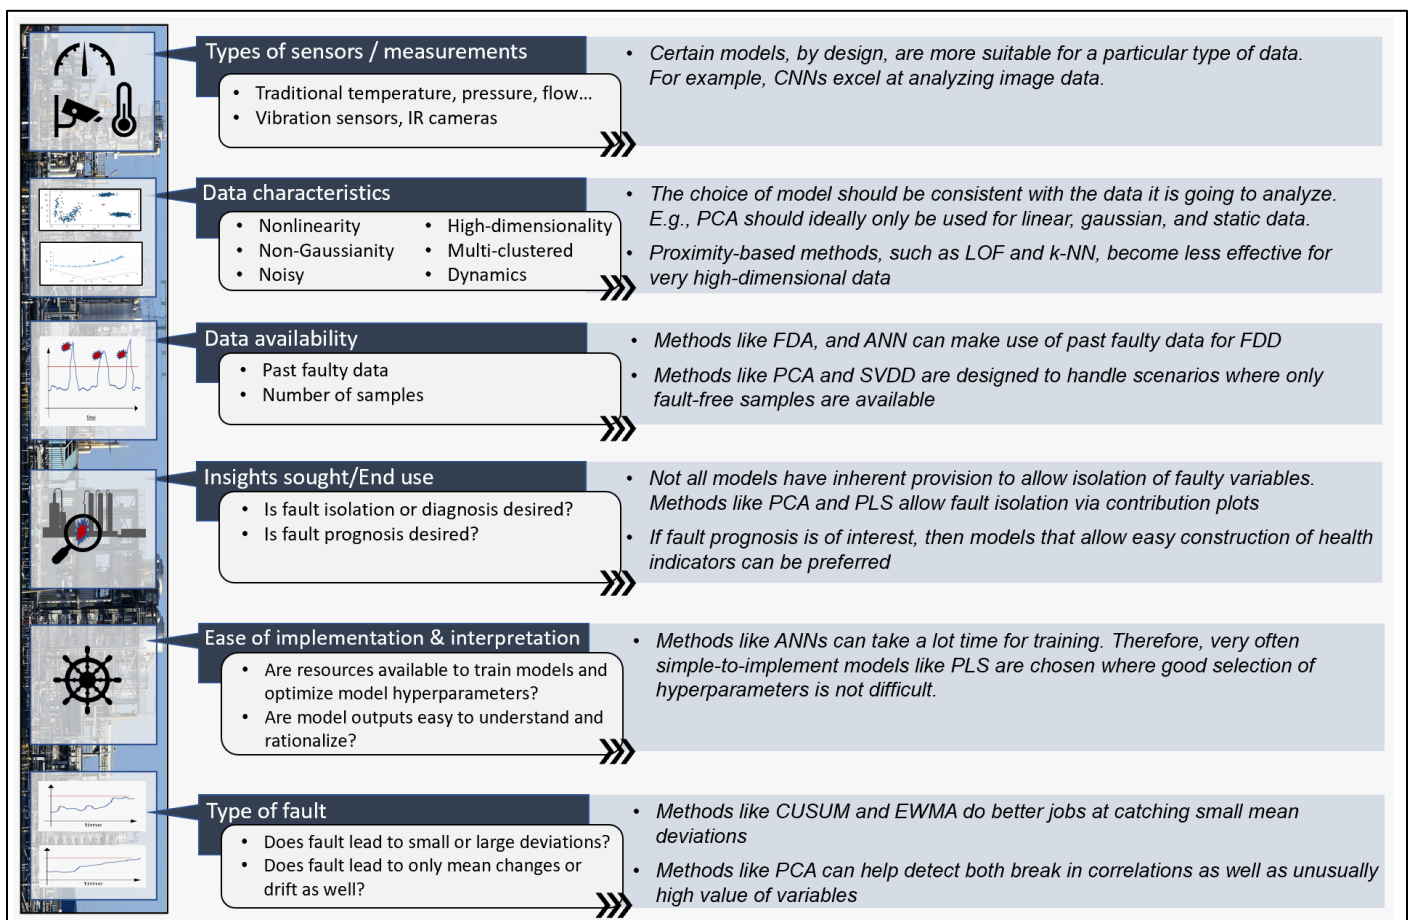 Types of sensors / measurements
• Traditional temperature, pressure, flow...
• Vibration sensors, IR cameras
• Certain models, by design, are more suitable for a particular type of data.
For example, CNNs excel at analyzing image data.
Data characteristics
• Nonlinearity
• Non-Gaussianity
• Noisy
• High-dimensionality
• Multi-clustered
• Dynamics
• The choice of model should be consistent with the data it is going to analyze.
E.g., PCA should ideally only be used for linear, gaussian, and static data.
• Proximity-based methods, such as LOF and k-NN, become less effective for
very high-dimensional data
time
Data availability
• Past faulty data
• Number of samples
• Methods like FDA, and ANN can make use of past faulty data for FDD
• Methods like PCA and SVDD are designed to handle scenarios where only
fault-free samples are available
Insights sought/End use
• Is fault isolation or diagnosis desired?
• Is fault prognosis desired?
• Not all models have inherent provision to allow isolation of faulty variables.
Methods like PCA and PLS allow fault isolation via contribution plots
• If fault prognosis is of interest, then models that allow easy construction of health
indicators can be preferred
Ease of implementation & interpretation
• Are resources available to train models and
optimize model hyperparameters?
• Are model outputs easy to understand and
rationalize?
• Methods like ANNs can take a lot time for training. Therefore, very often
simple-to-implement models like PLS are chosen where good selection of
hyperparameters is not difficult.
time
time
Type of fault
• Does fault lead to small or large deviations?
• Does fault lead to only mean changes or
drift as well?
• Methods like CUSUM and EWMA do better jobs at catching small mean
deviations
• Methods like PCA can help detect both break in correlations as well as unusually
high value of variables